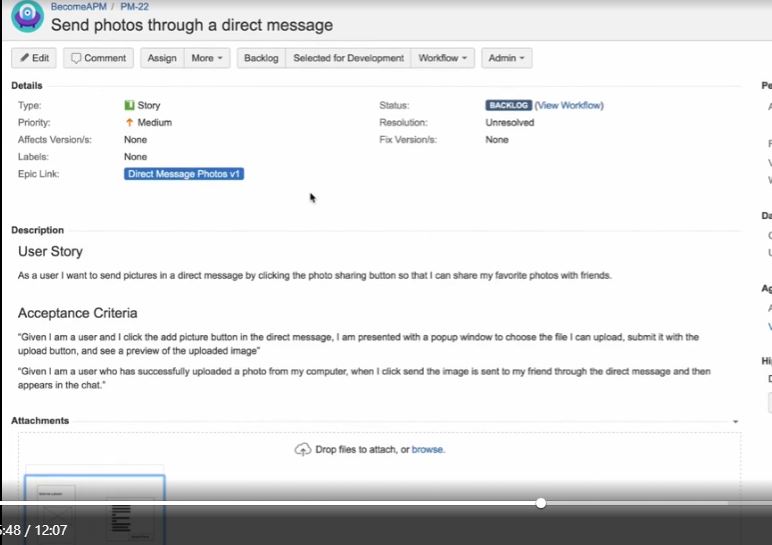 BecomeAPM / PM-22
Send photos through a direct message
Edit Comment Assign More Backlog Selected for Development Workflow Admin
Details
Type: Story Status: BACKLOG (View Workflow)
Priority: Medium Resolution: Unresolved
Affects Version/s: None Fix Version/s: None
Labels: None
Epic Link: Direct Message Photos v1
Description
User Story
As a user I want to send pictures in a direct message by clicking the photo sharing button so that I can share my favorite photos with friends.
Acceptance Criteria
"Given I am a user and I click the add picture button in the direct message, I am presented with a popup window to choose the file I can upload, submit it with the
upload button, and see a preview of the uploaded image"
"Given I am a user who has successfully uploaded a photo from my computer, when I click send the image is sent to my friend through the direct message and then
appears in the chat."
Attachments
Drop files to attach, or browse.
5:48 / 12:07